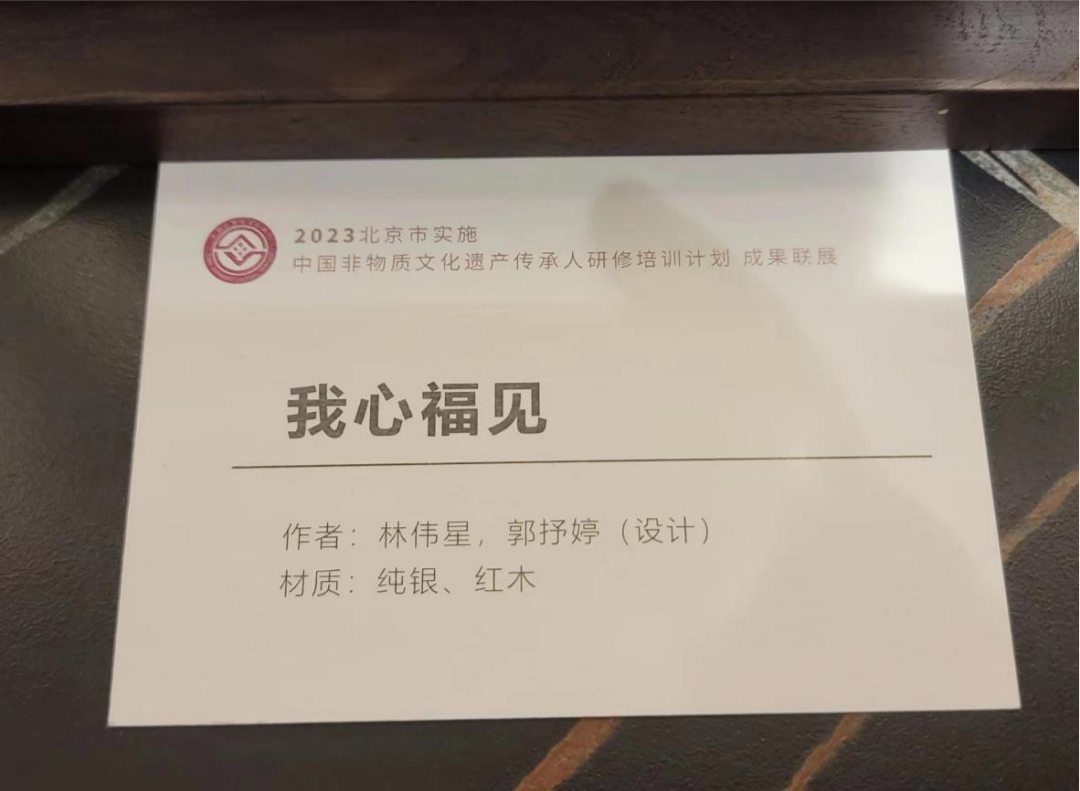 2023北京市实施
中国非物质文化遗产传承人研修培训计划 成果联展
我心福见
作者：林伟星，郭抒婷（设计）
材质：纯银、红木